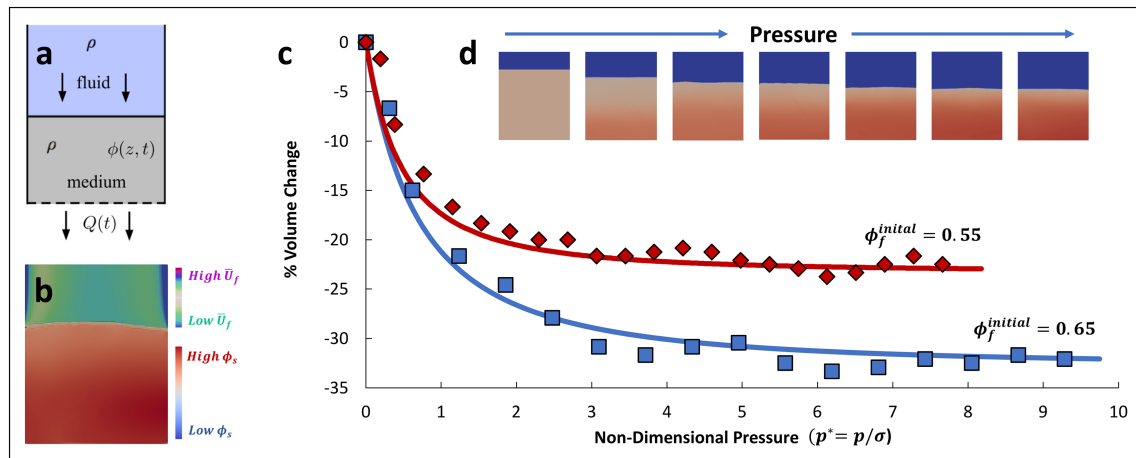 a
ρ
fluid
ρ
ϕ(z, t)
medium
Q(t)
b
High Ū_f
Low Ū_f
High ϕ_s
Low ϕ_s
c
d
Pressure
0
-5
-10
-15
-20
-25
-30
-35
% Volume Change
ϕ_f^inital = 0.55
ϕ_f^initial = 0.65
0 1 2 3 4 5 6 7 8 9 10
Non-Dimensional Pressure (p* = p/σ)